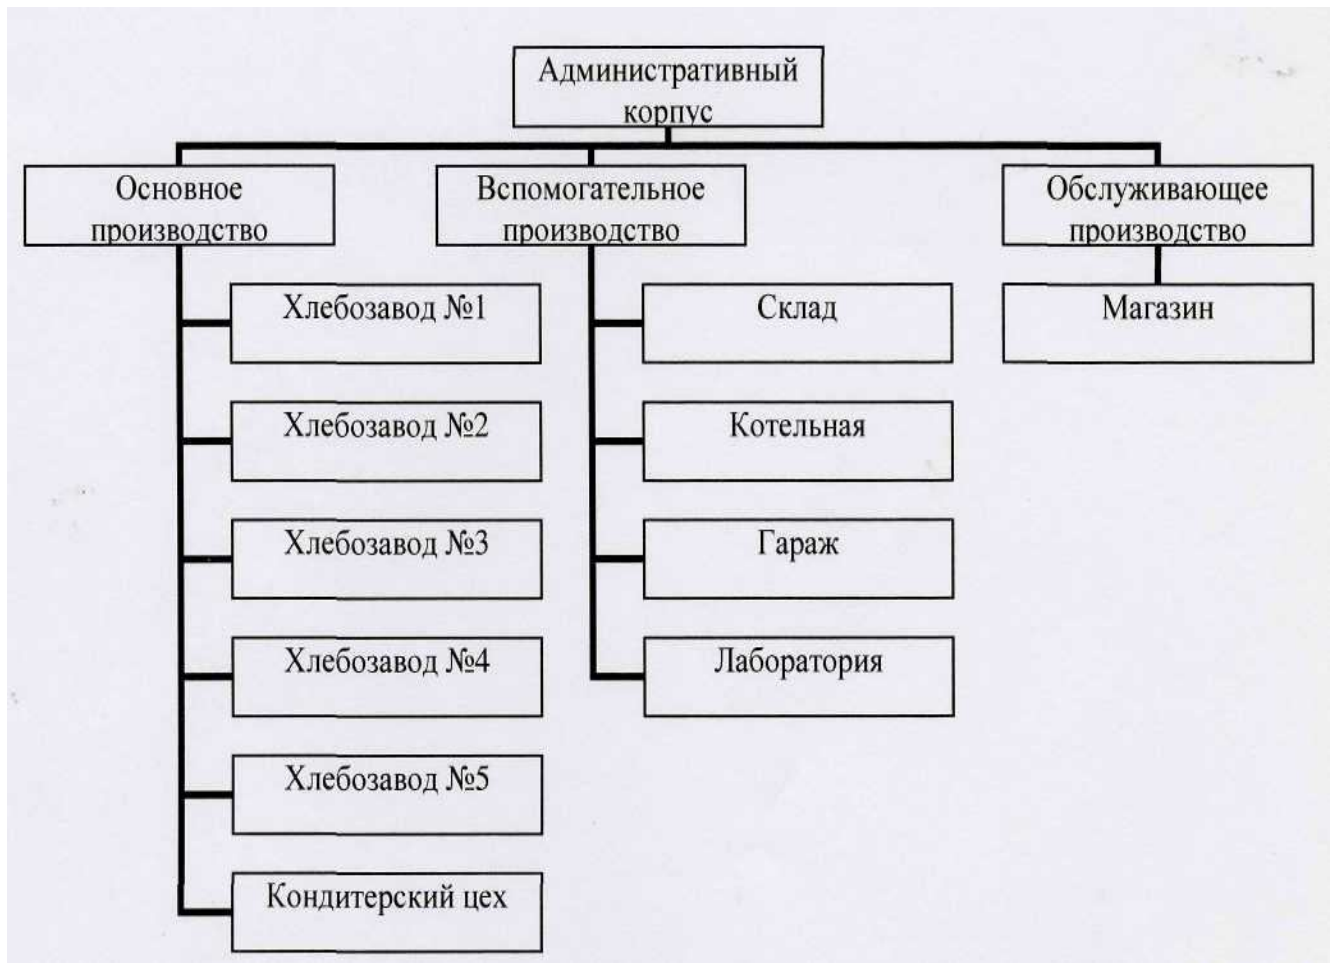 Административный
корпус
Основное
производство
Вспомогательное
производство
Обслуживающее
производство
Хлебозавод №1
Хлебозавод №2
Хлебозавод №3
Хлебозавод №4
Хлебозавод №5
Кондитерский цех
Склад
Котельная
Гараж
Лаборатория
Магазин